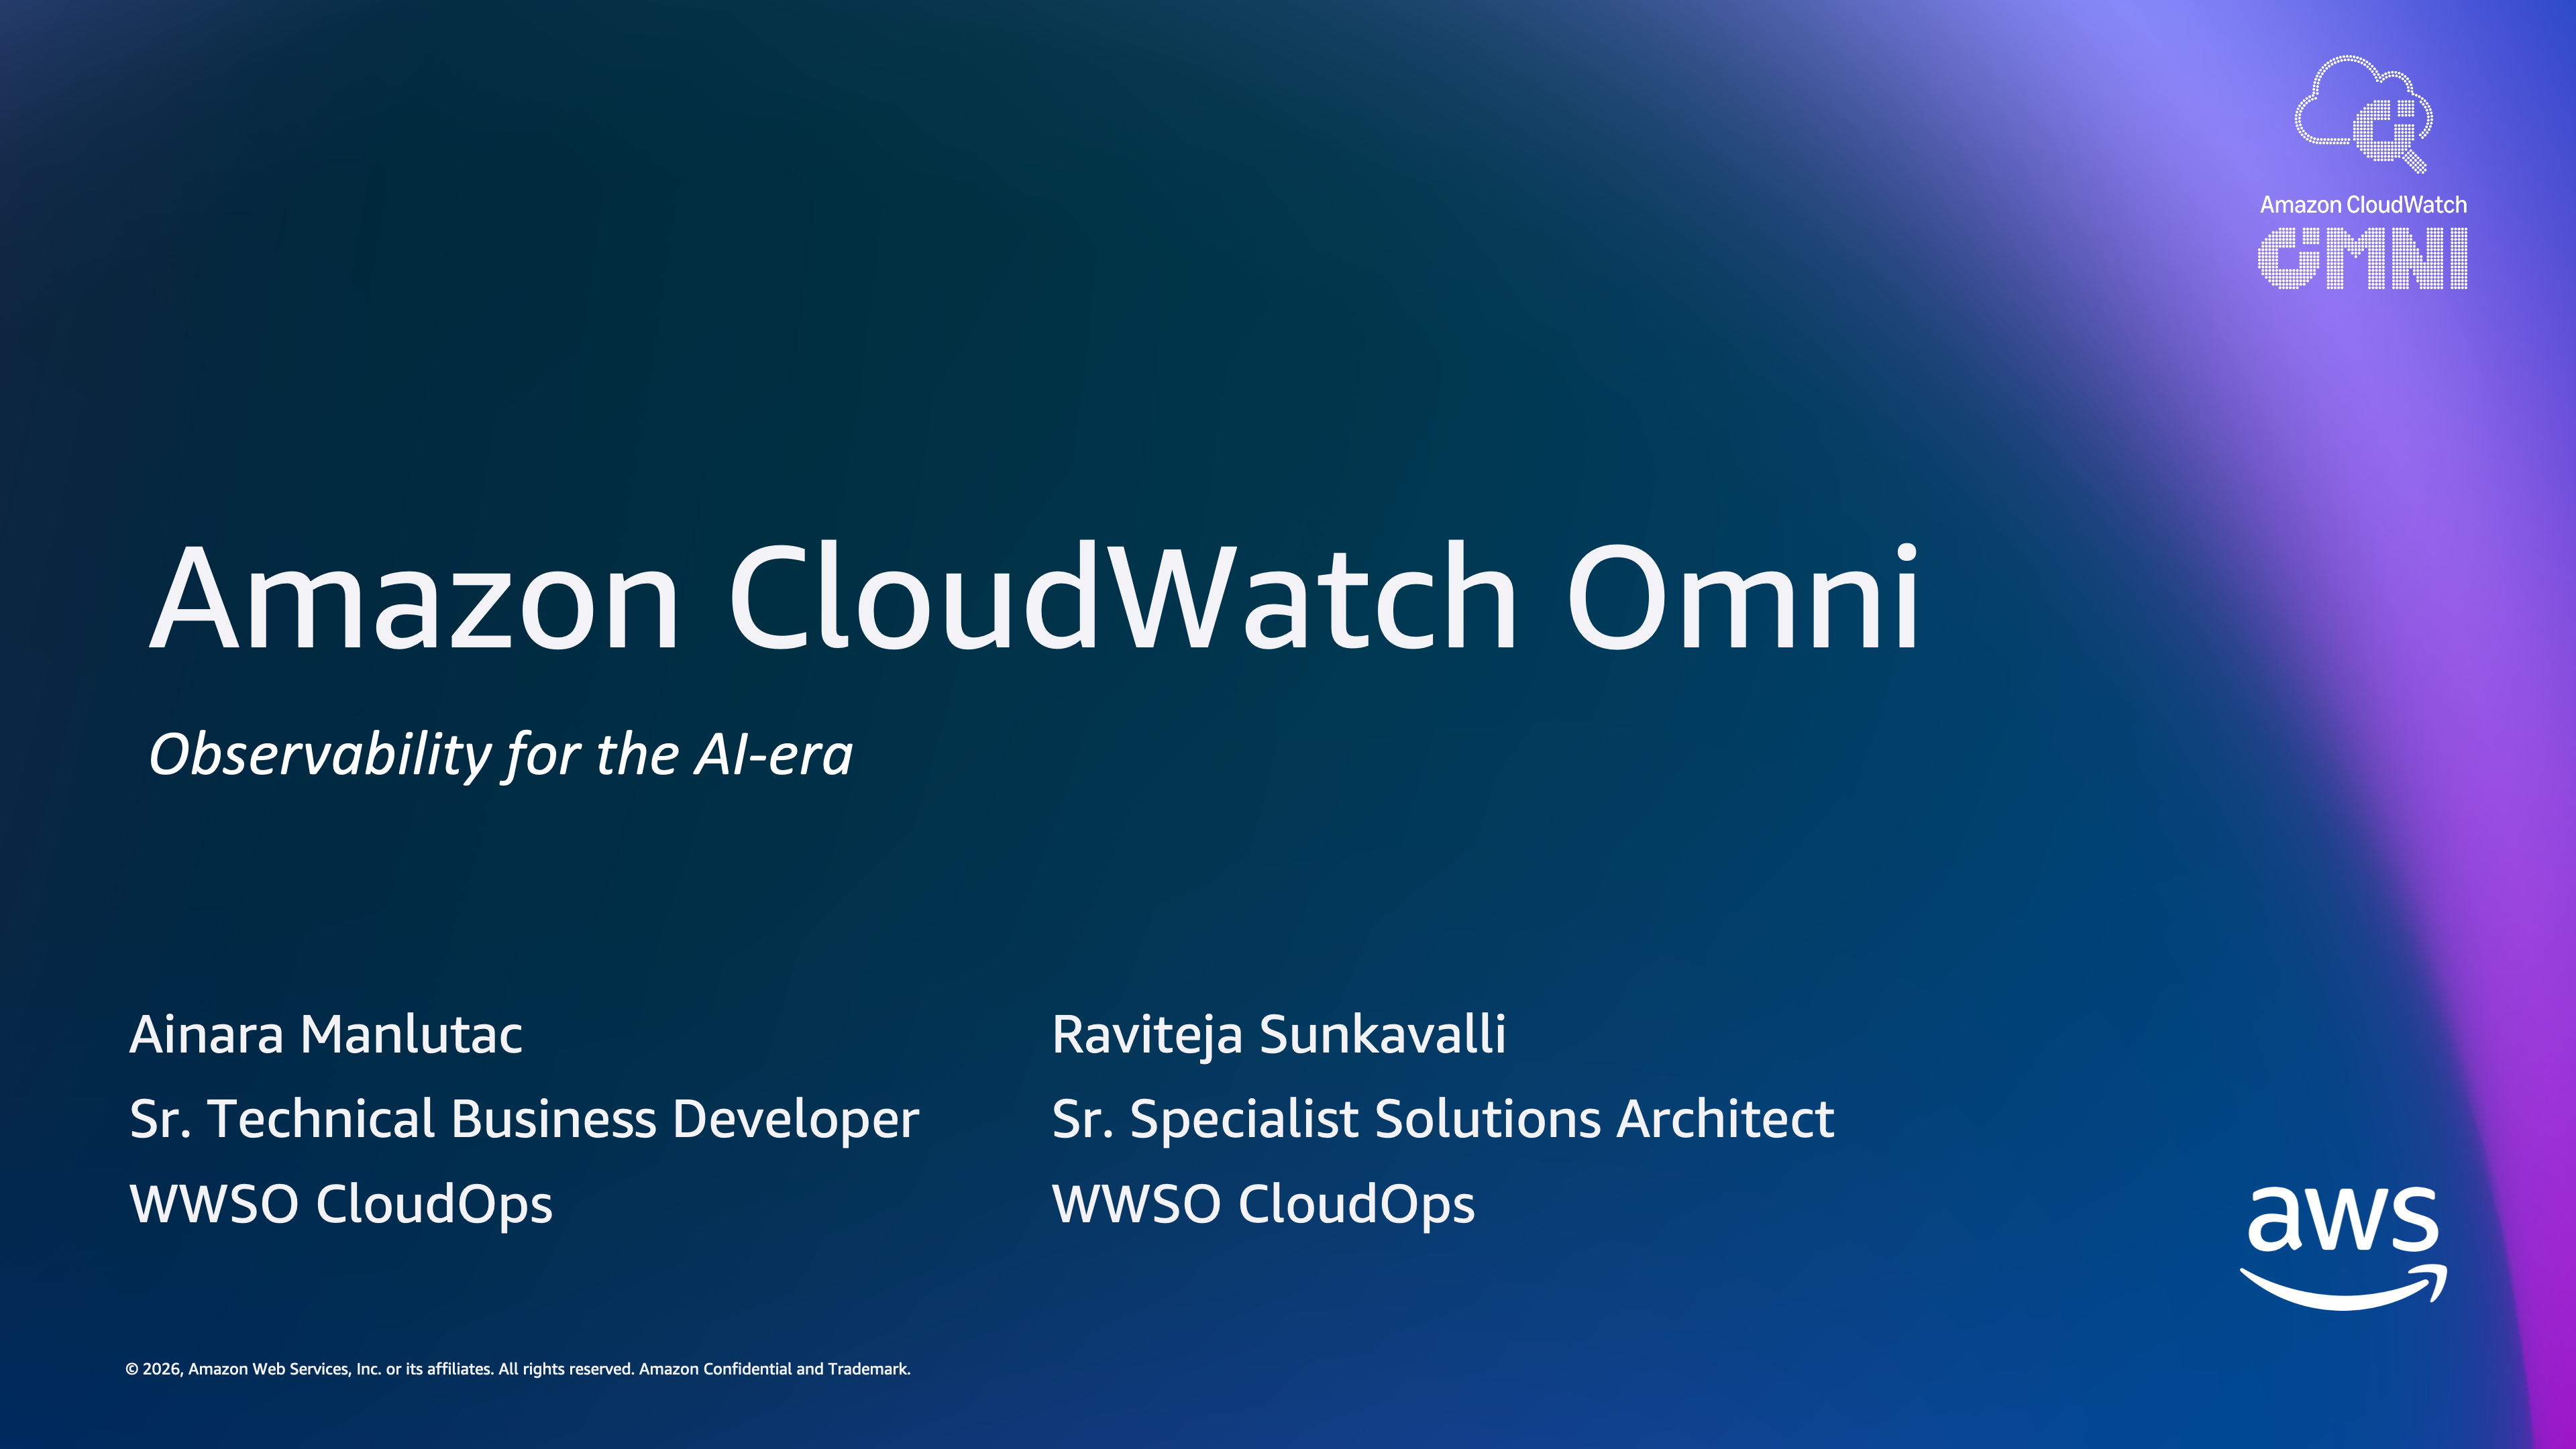 Amazon CloudWatch
OMNI
Amazon CloudWatch Omni
Observability for the AI-era
Ainara Manlutac
Sr. Technical Business Developer
WWSO CloudOps
Raviteja Sunkavalli
Sr. Specialist Solutions Architect
WWSO CloudOps
aws
© 2026, Amazon Web Services, Inc. or its affiliates. All rights reserved. Amazon Confidential and Trademark.